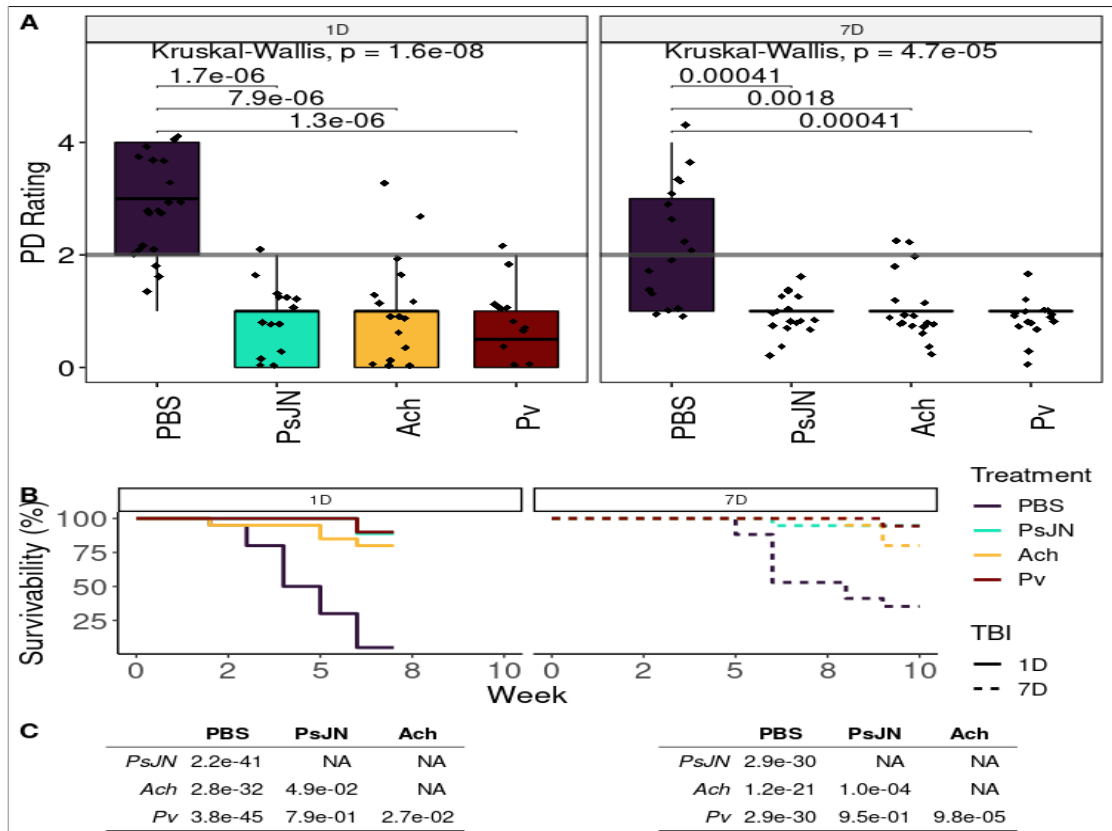 A
1D
7D
Kruskal-Wallis, p = 1.6e-08
Kruskal-Wallis, p = 4.7e-05
1.7e-06
7.9e-06
1.3e-06
0.00041
0.0018
0.00041
PD Rating
4
2
0
PBS
PsJN
Ach
Pv
PBS
PsJN
Ach
Pv
B
1D
7D
Survivability (%)
100
75
50
25
0
2
5
8
10
0
2
5
8
10
Week
Treatment
PBS
PsJN
Ach
Pv
TBI
1D
7D
C
PBS PsJN Ach
PsJN 2.2e-41 NA NA
Ach 2.8e-32 4.9e-02 NA
Pv 3.8e-45 7.9e-01 2.7e-02
PBS PsJN Ach
PsJN 2.9e-30 NA NA
Ach 1.2e-21 1.0e-04 NA
Pv 2.9e-30 9.5e-01 9.8e-05